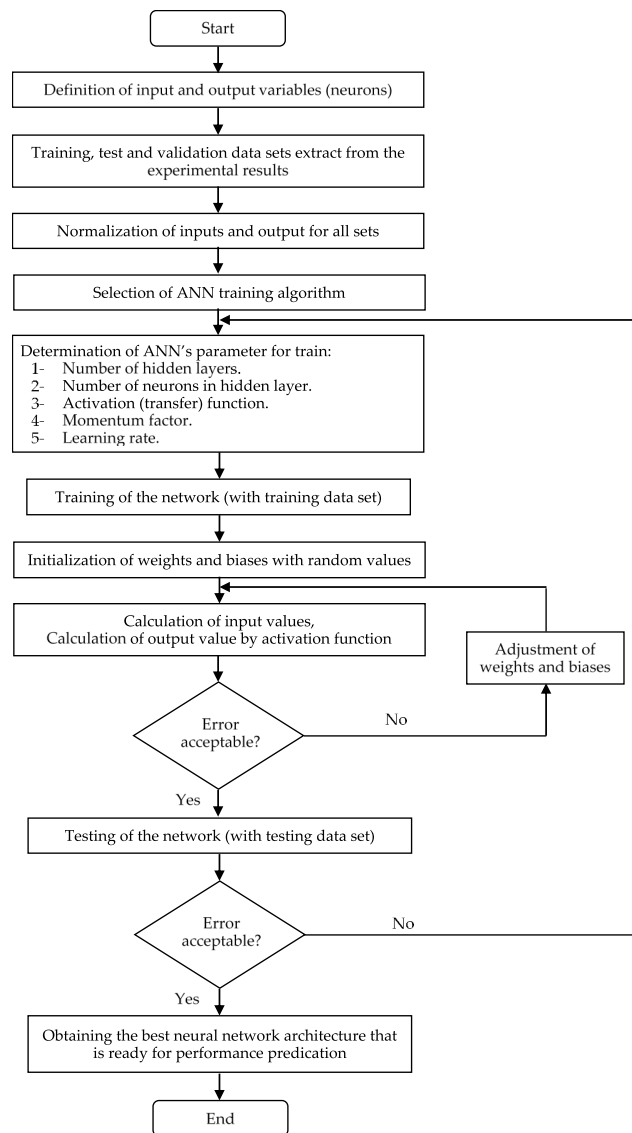 Start
Definition of input and output variables (neurons)
Training, test and validation data sets extract from the
experimental results
Normalization of inputs and output for all sets
Selection of ANN training algorithm
Determination of ANN's parameter for train:
1- Number of hidden layers.
2- Number of neurons in hidden layer.
3- Activation (transfer) function.
4- Momentum factor.
5- Learning rate.
Training of the network (with training data set)
Initialization of weights and biases with random values
Calculation of input values,
Calculation of output value by activation function
Adjustment of
weights and biases
Error
acceptable?
No
Yes
Testing of the network (with testing data set)
Error
acceptable?
No
Yes
Obtaining the best neural network architecture that
is ready for performance predication
End